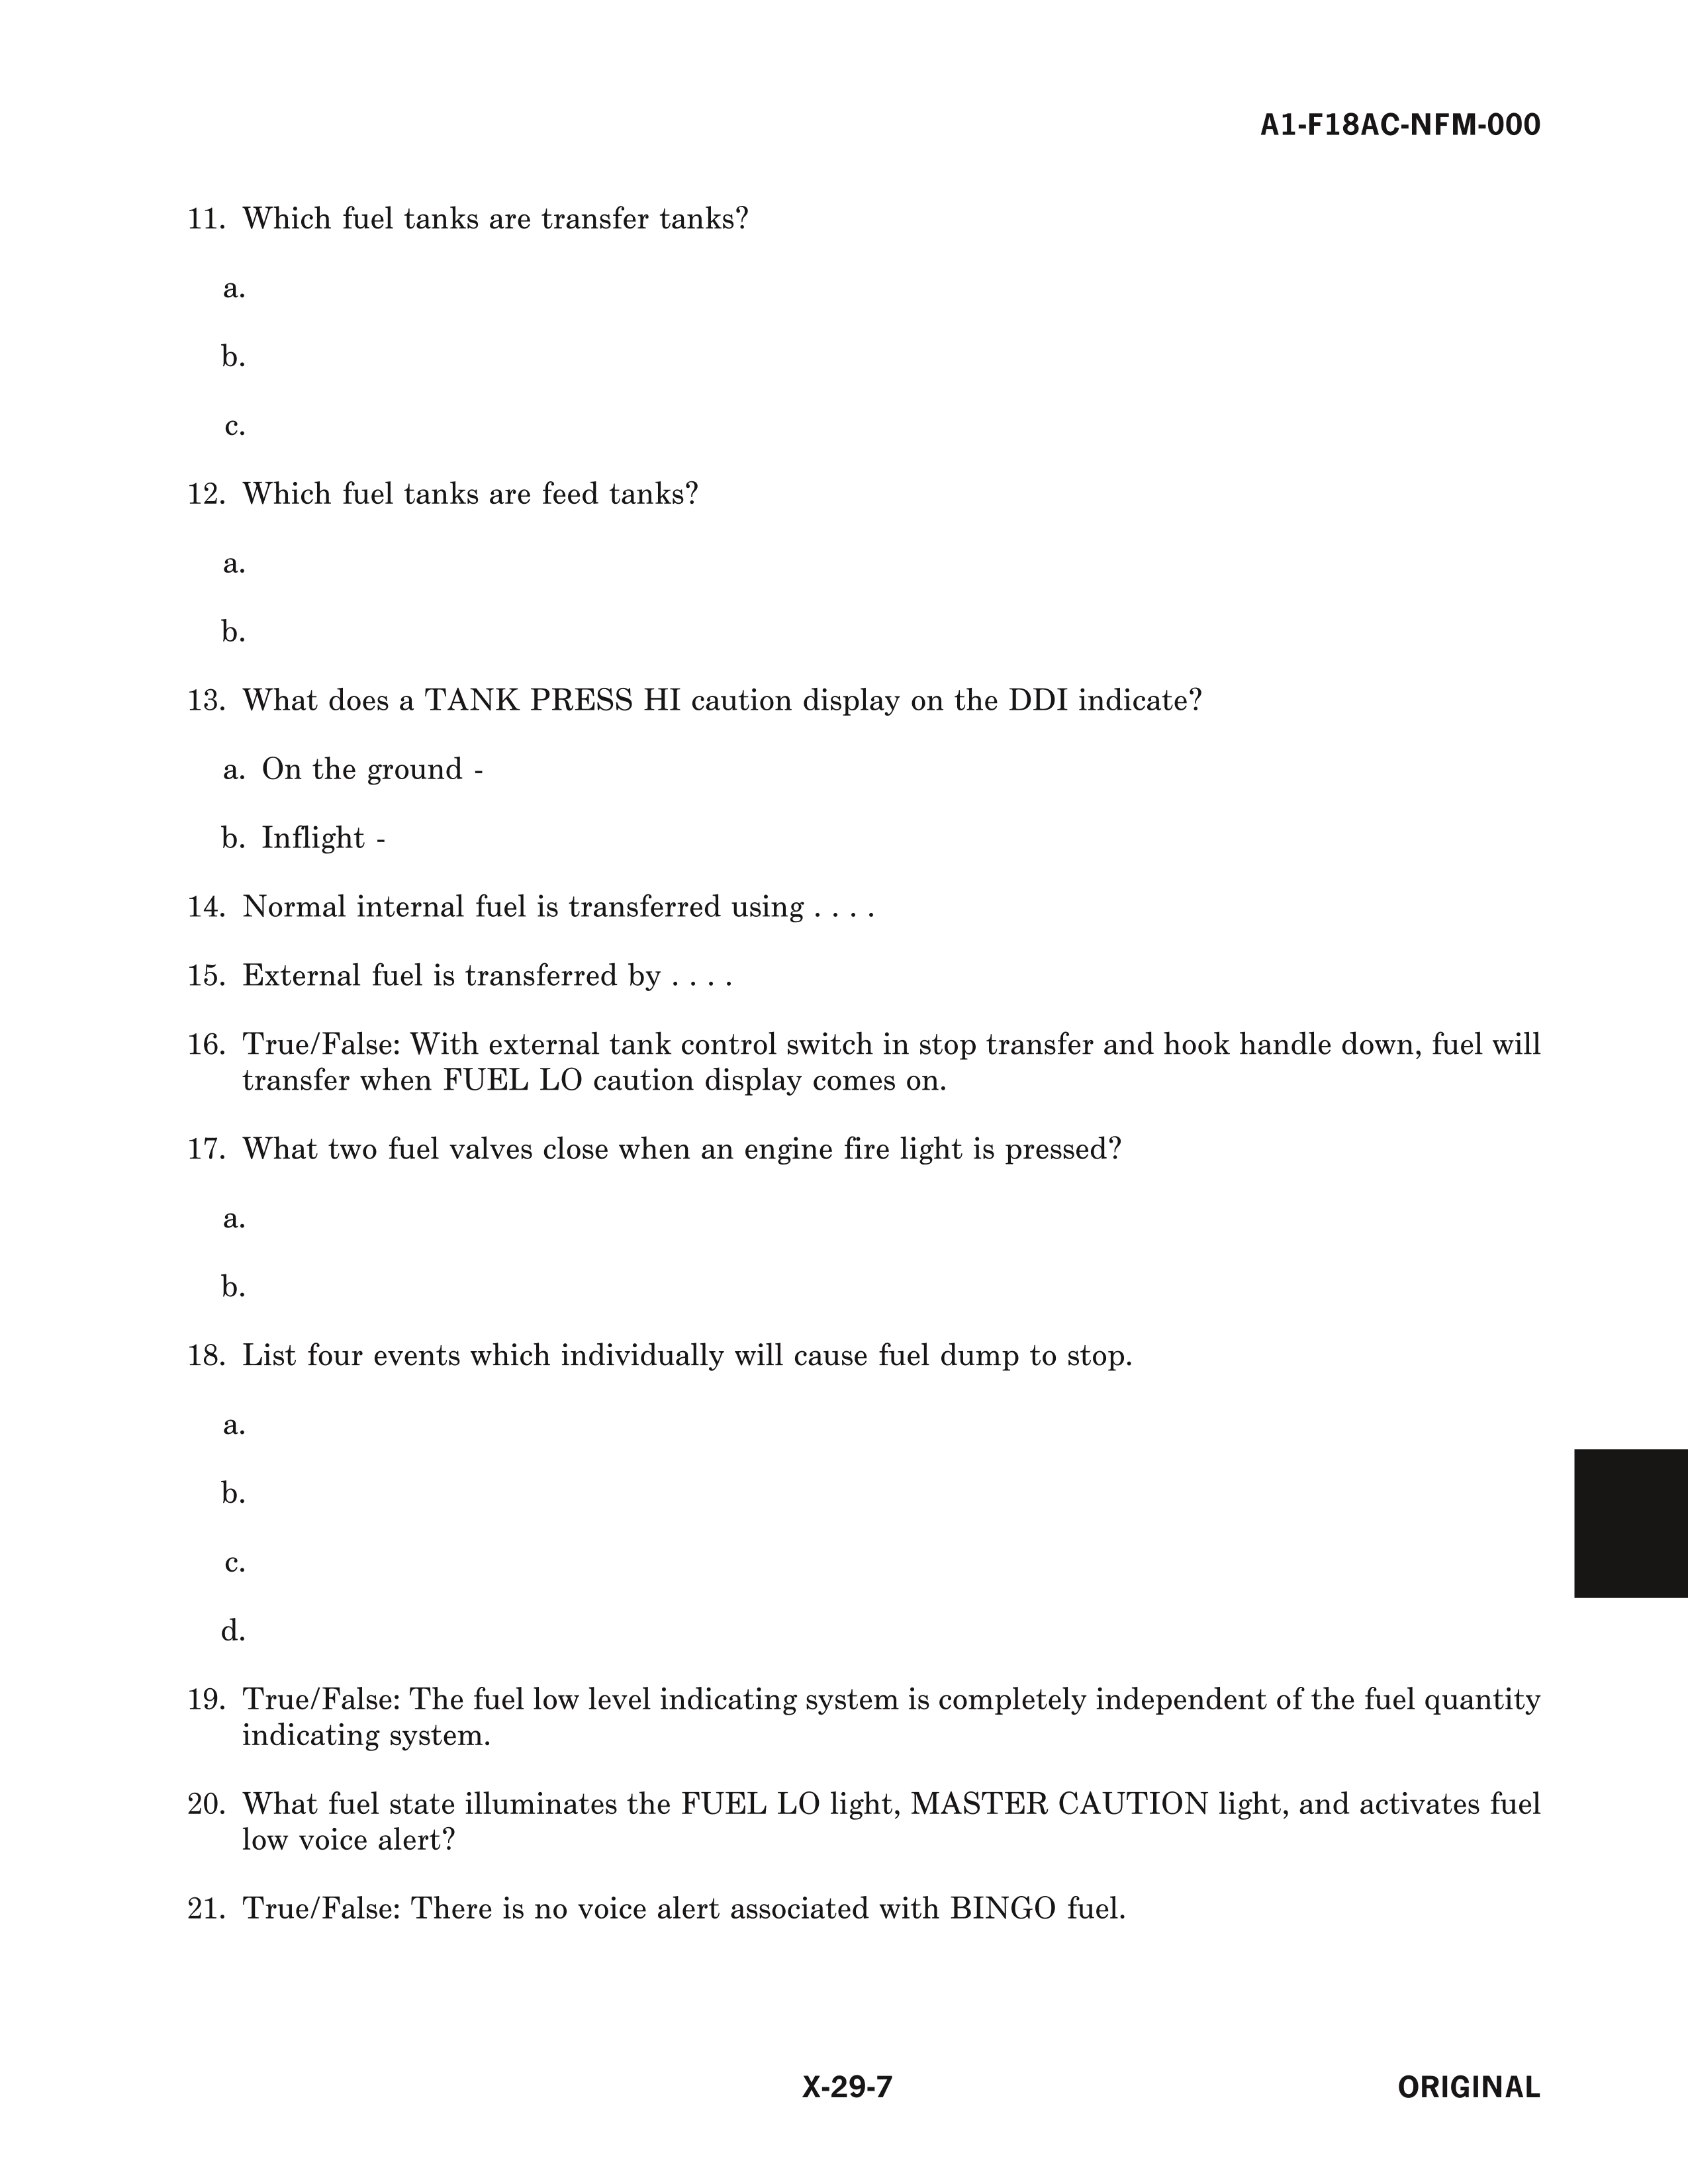 A1-F18AC-NFM-000
11. Which fuel tanks are transfer tanks?
a.
b.
c.
12. Which fuel tanks are feed tanks?
a.
b.
13. What does a TANK PRESS HI caution display on the DDI indicate?
a. On the ground -
b. Inflight -
14. Normal internal fuel is transferred using . . . .
15. External fuel is transferred by . . . .
16. True/False: With external tank control switch in stop transfer and hook handle down, fuel will
transfer when FUEL LO caution display comes on.
17. What two fuel valves close when an engine fire light is pressed?
a.
b.
18. List four events which individually will cause fuel dump to stop.
a.
b.
c.
d.
19. True/False: The fuel low level indicating system is completely independent of the fuel quantity
indicating system.
20. What fuel state illuminates the FUEL LO light, MASTER CAUTION light, and activates fuel
low voice alert?
21. True/False: There is no voice alert associated with BINGO fuel.
X-29-7
ORIGINAL